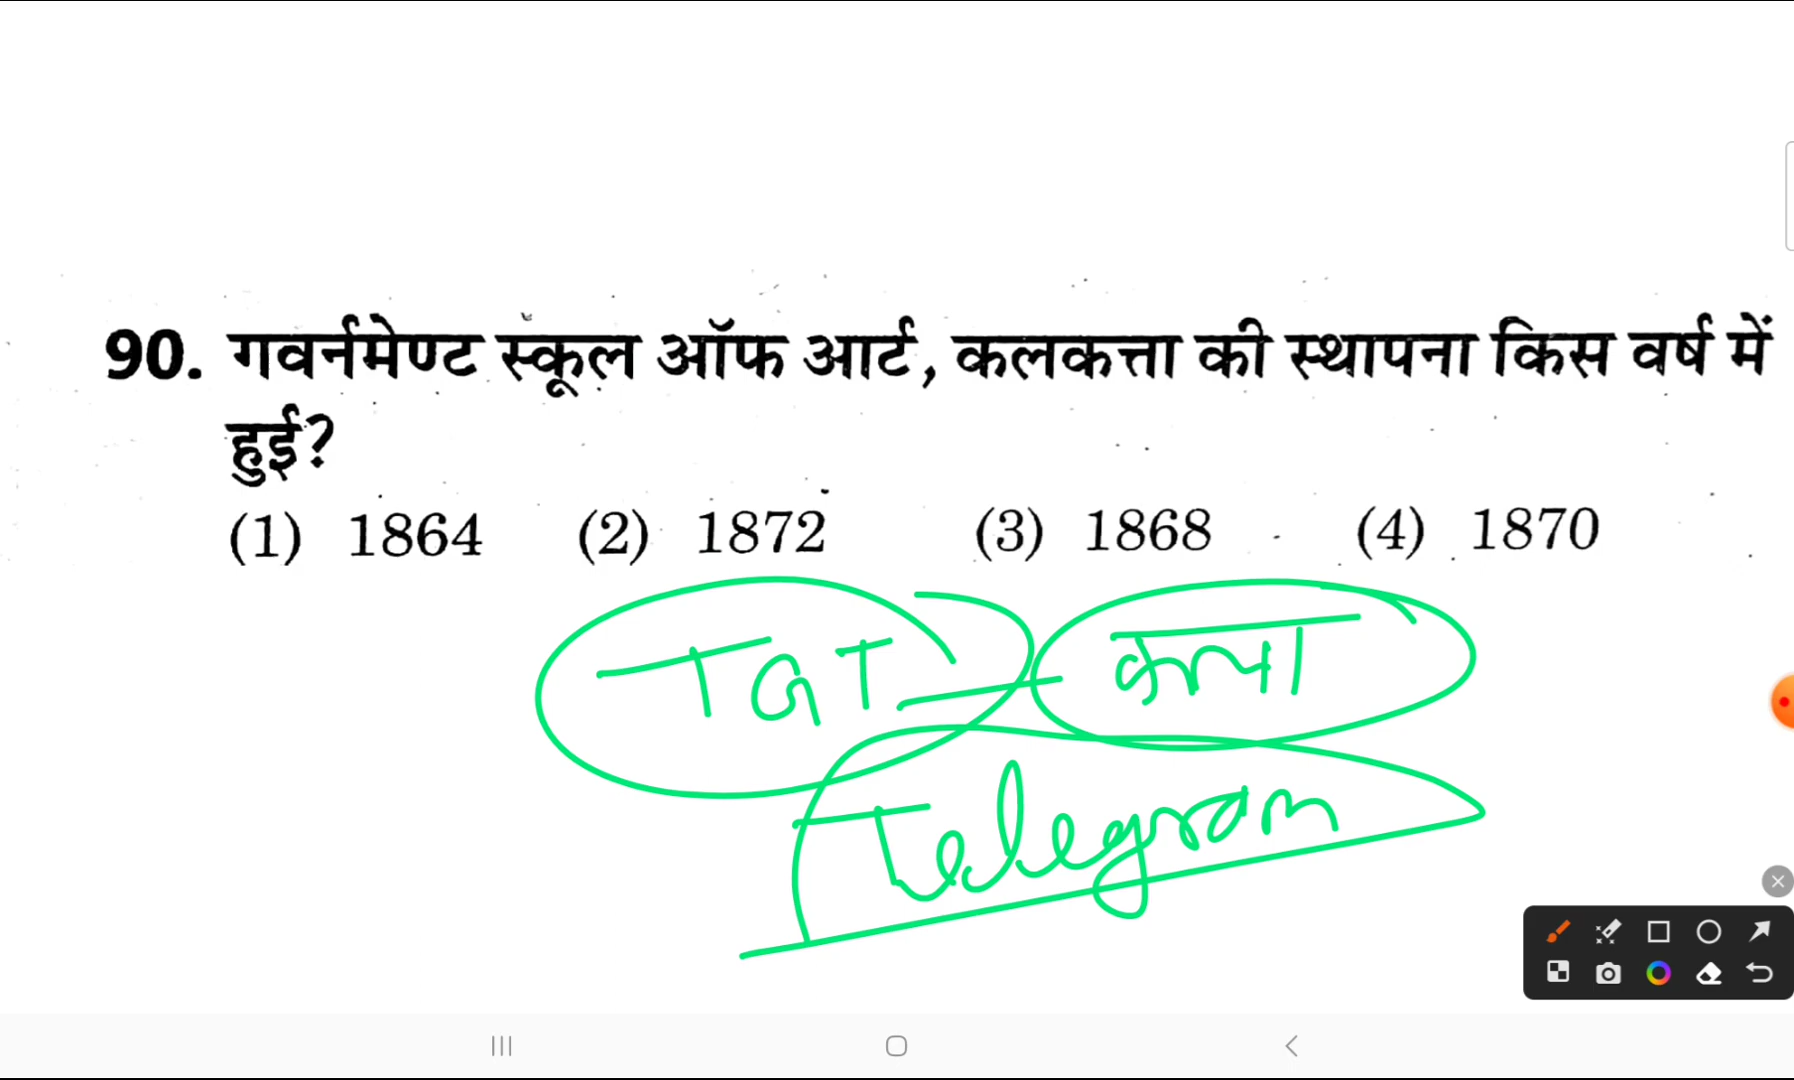 90. गवर्नमेण्ट स्कूल ऑफ आर्ट, कलकत्ता की स्थापना किस वर्ष में
हुई?
(1) 1864 (2) 1872 (3) 1868 (4) 1870
TGT - कला
Telegram